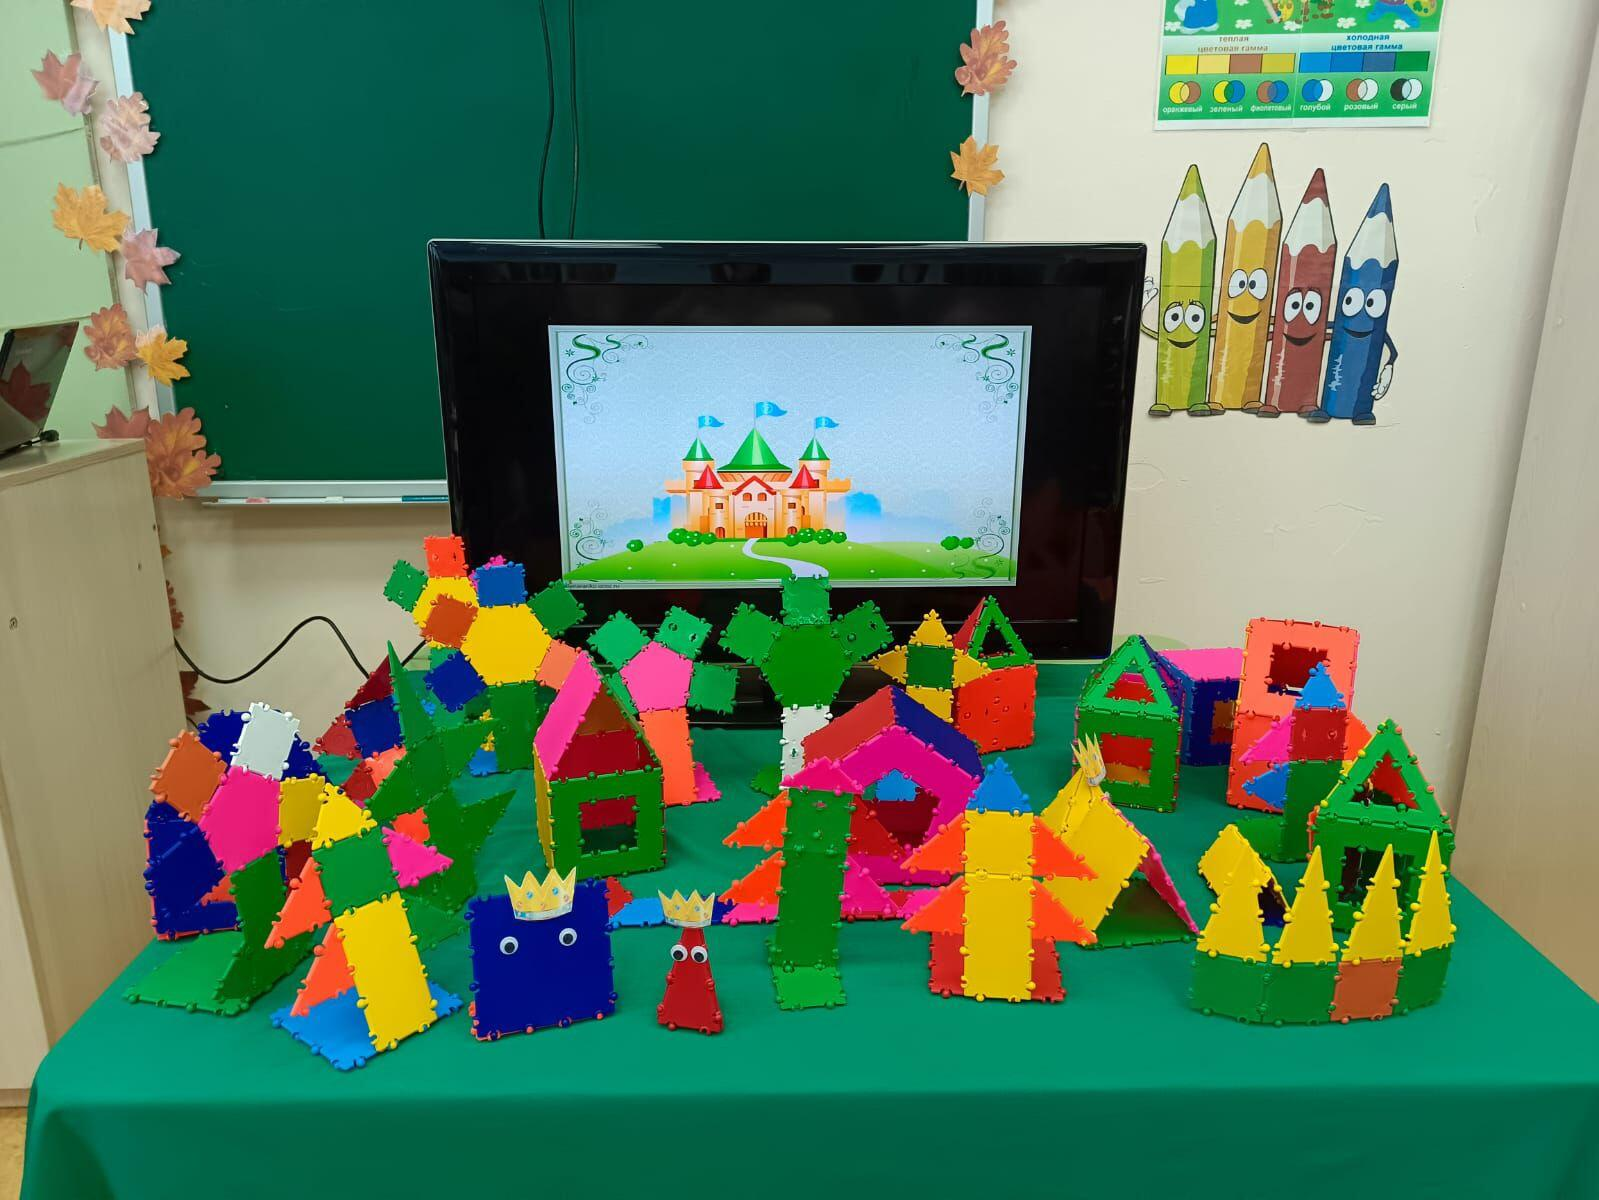 теплая
цветовая гамма
холодная
цветовая гамма
оранжевый зеленый фиолетовый голубой розовый серый